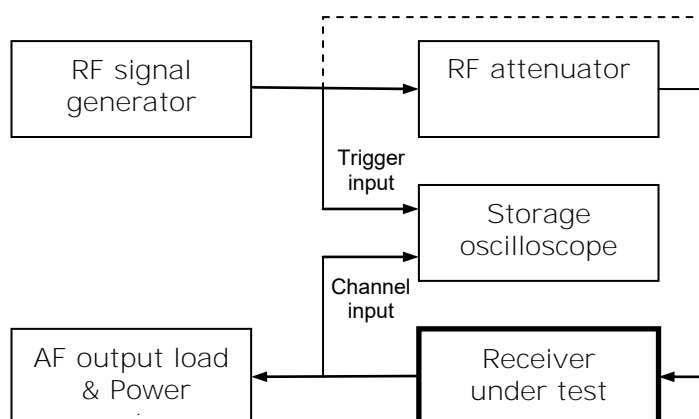 RF signal
generator
RF attenuator
Trigger
input
Storage
oscilloscope
Channel
input
AF output load
& Power
Receiver
under test